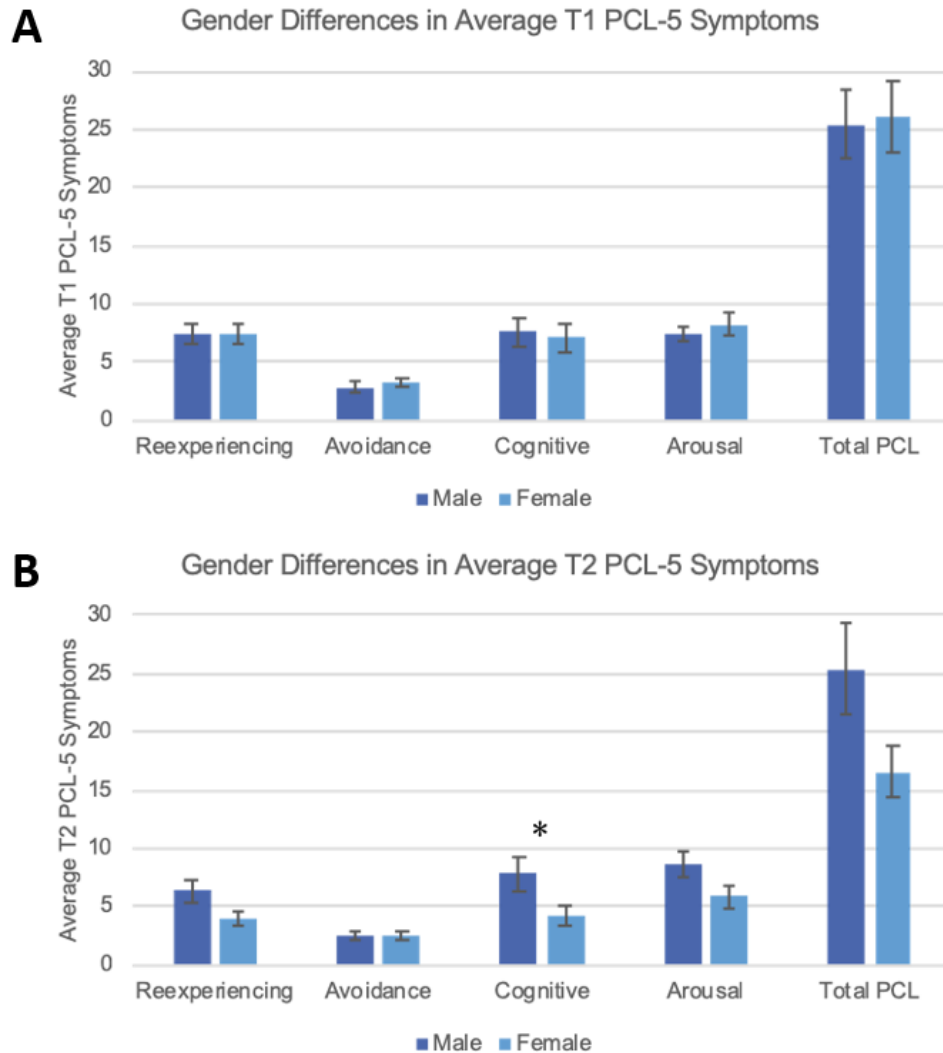 A
Gender Differences in Average T1 PCL-5 Symptoms
Average T1 PCL-5 Symptoms
30
25
20
15
10
5
0
Reexperiencing Avoidance Cognitive Arousal Total PCL
Male Female
B
Gender Differences in Average T2 PCL-5 Symptoms
Average T2 PCL-5 Symptoms
30
25
20
15
10
5
0
*
Reexperiencing Avoidance Cognitive Arousal Total PCL
Male Female